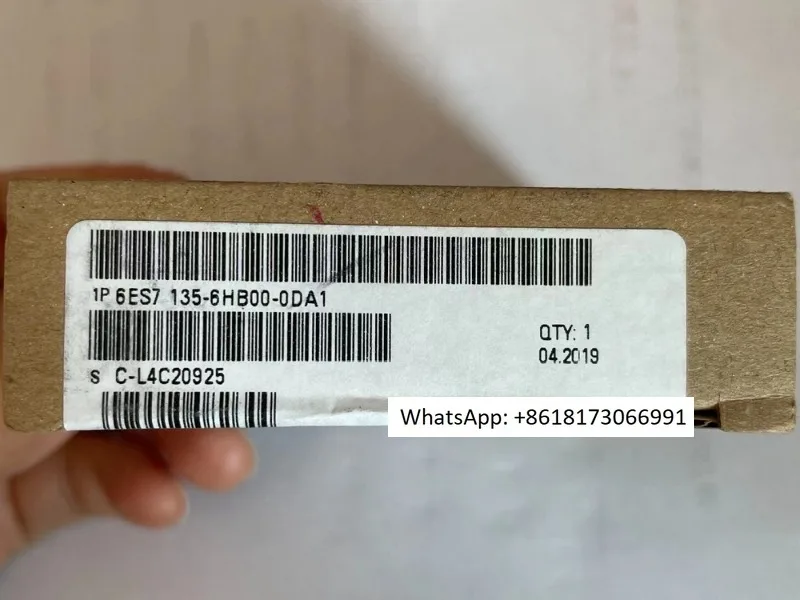 1P 6ES7 135-6HB00-0DA1
QTY: 1
04.2019
S C-L4C20925
WhatsApp: +8618173066991